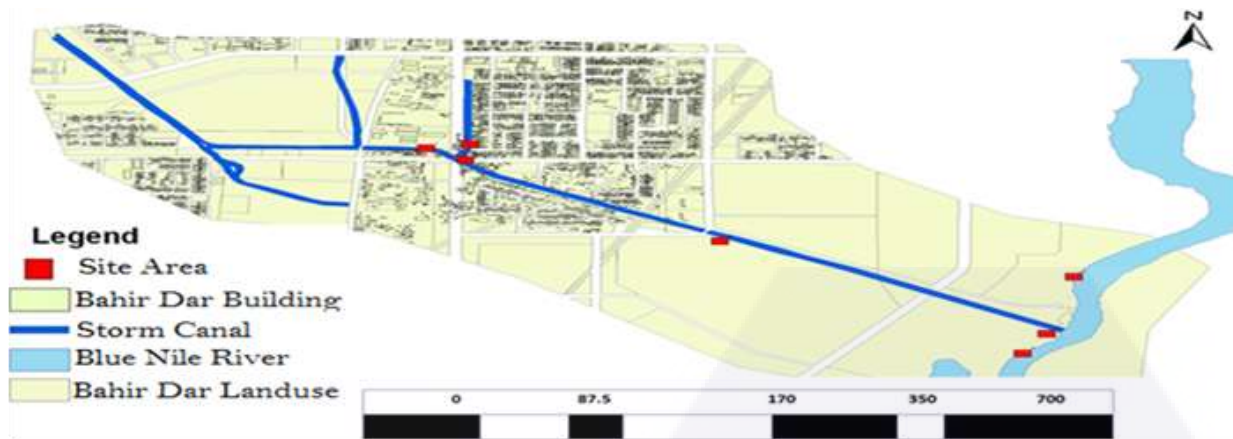 N
Legend
Site Area
Bahir Dar Building
Storm Canal
Blue Nile River
Bahir Dar Landuse
0 87.5 170 350 700